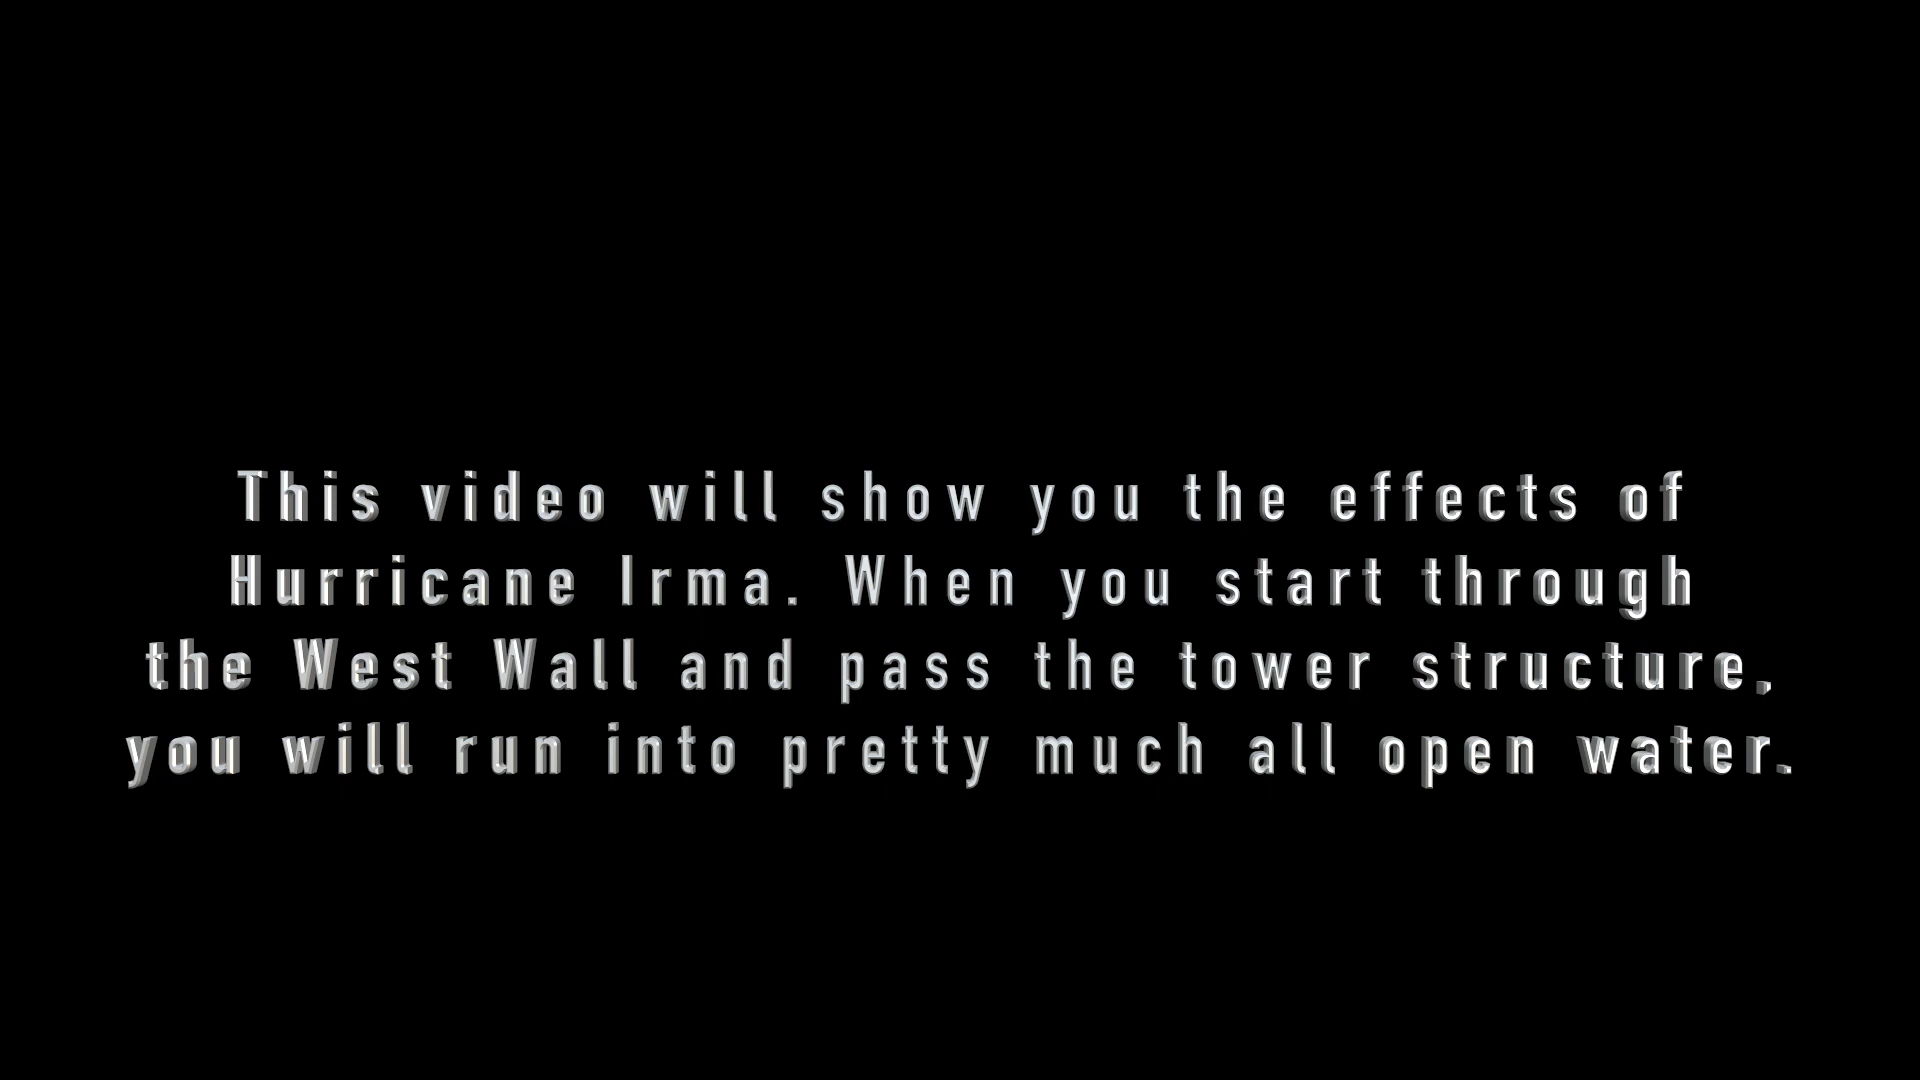 This video will show you the effects of
Hurricane Irma. When you start through
the West Wall and pass the tower structure,
you will run into pretty much all open water.